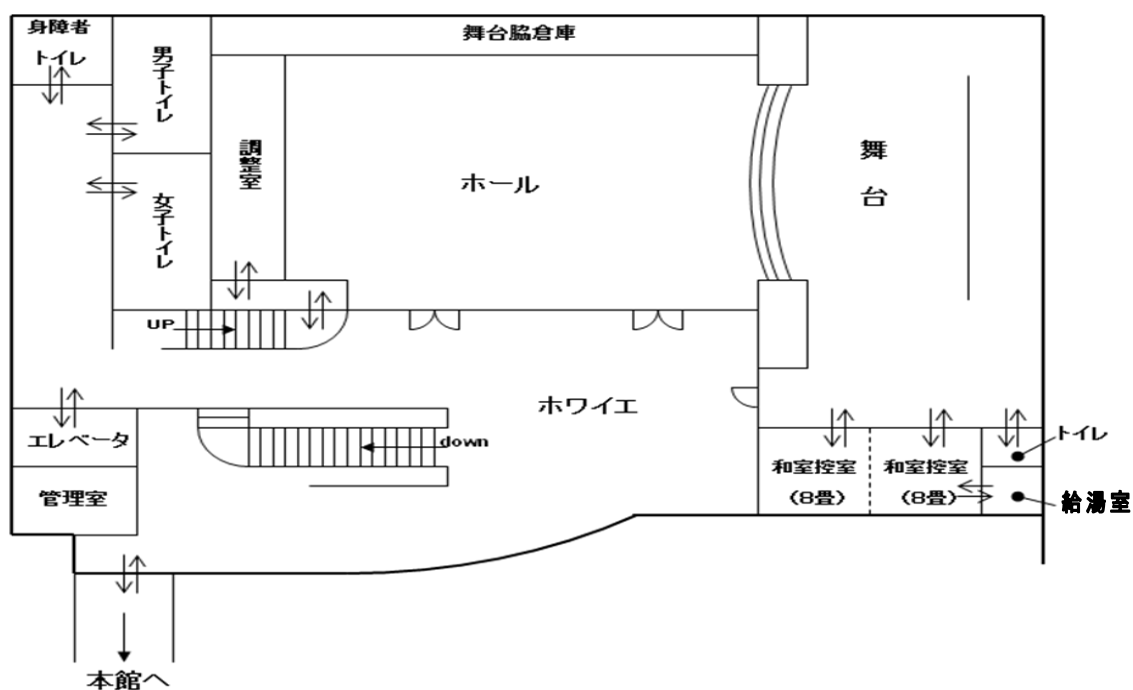 身障者
トイレ
男子トイレ
舞台脇倉庫
調整室
ホール
舞台
女子トイレ
UP
ホワイエ
エレベータ
down
トイレ
和室控室
(8畳)
和室控室
(8畳)
管理室
給湯室
本館へ